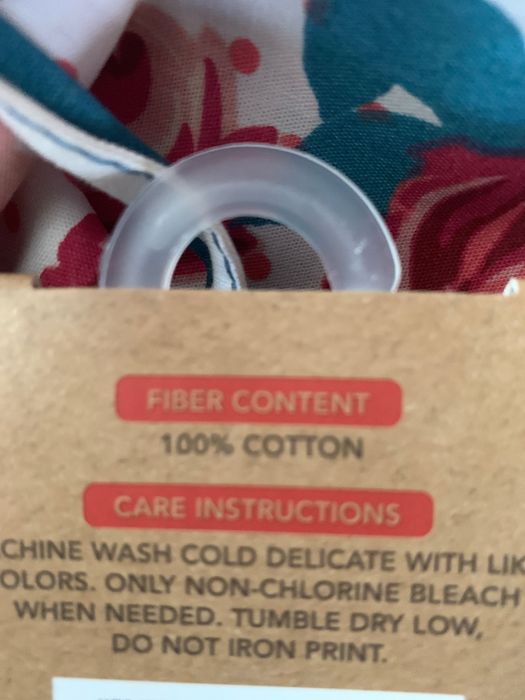 FIBER CONTENT
100% COTTON
CARE INSTRUCTIONS
CHINE WASH COLD DELICATE WITH LIK
OLORS. ONLY NON-CHLORINE BLEACH
WHEN NEEDED. TUMBLE DRY LOW,
DO NOT IRON PRINT.